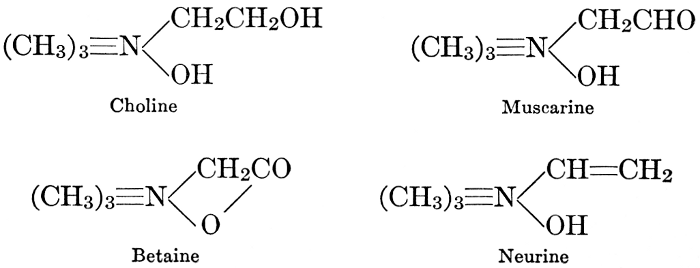 CH₂CH₂OH CH₂CHO
(CH₃)₃≡N (CH₃)₃≡N
OH OH
Choline Muscarine
CH₂CO CH=CH₂
(CH₃)₃≡N (CH₃)₃≡N
O OH
Betaine Neurine